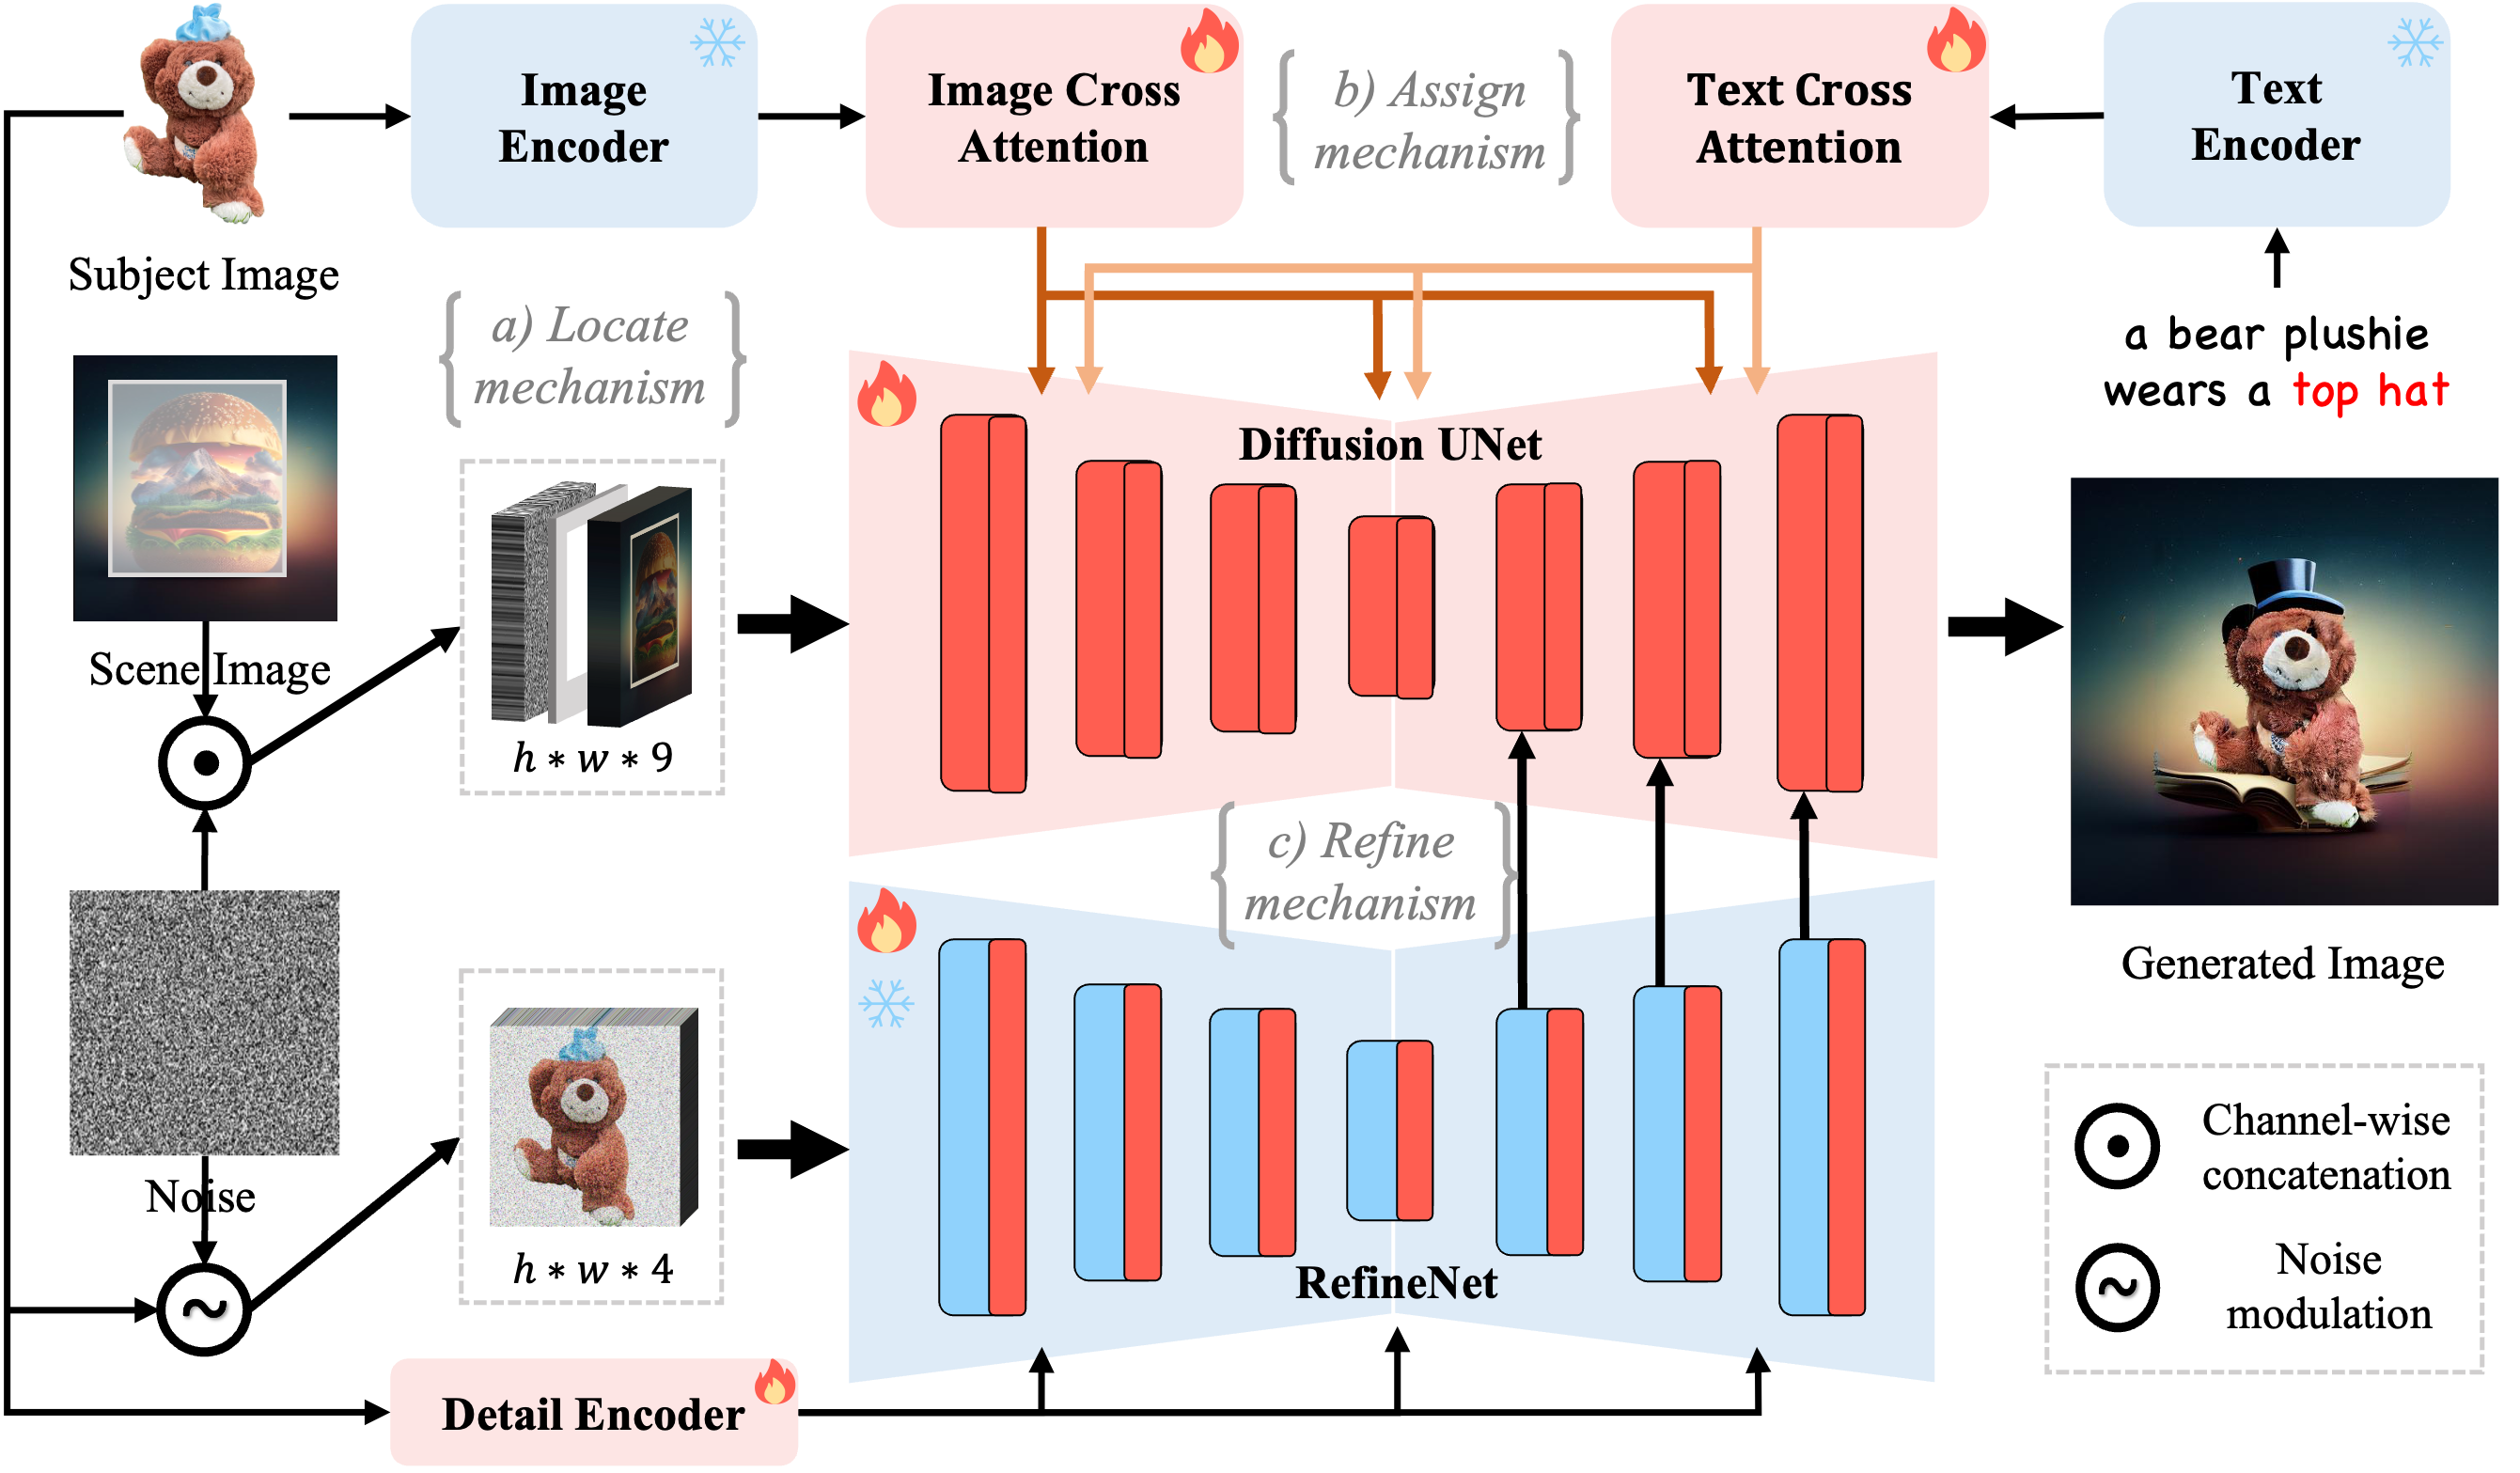 Image
Encoder
Image Cross
Attention
b) Assign
mechanism
Text Cross
Attention
Text
Encoder
Subject Image
a) Locate
mechanism
a bear plushie
wears a top hat
Diffusion UNet
Scene Image
h * w * 9
c) Refine
mechanism
Generated Image
Noise
h * w * 4
RefineNet
Channel-wise
concatenation
Noise
modulation
Detail Encoder